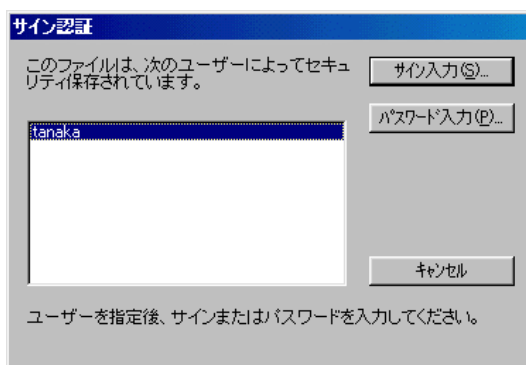 サイン認証
このファイルは、次のユーザーによってセキュ
リティ保存されています。
サイン入力(S)...
パスワード入力(P)...
tanaka
キャンセル
ユーザーを指定後、サインまたはパスワードを入力してください。